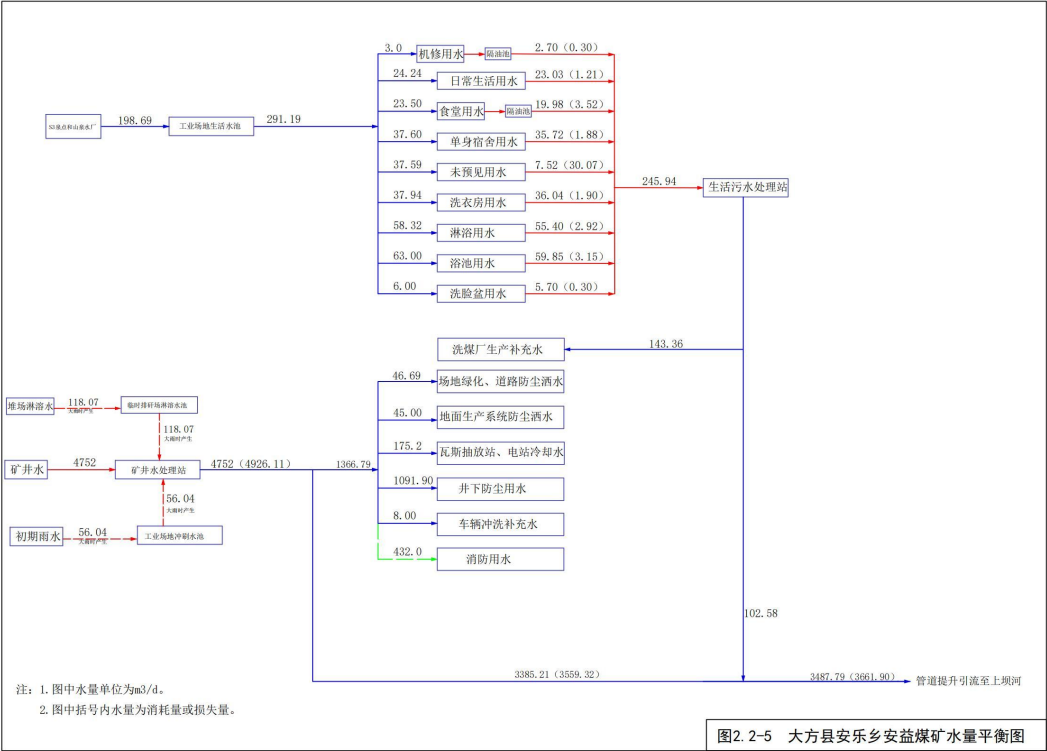 3.0 机修用水 隔油池 2.70 (0.30)
24.24 日常生活用水 23.03 (1.21)
23.50 食堂用水 隔油池 19.98 (3.52)
S3泉点和山泉水厂 198.69 工业场地生活水池 291.19
37.60 单身宿舍用水 35.72 (1.88)
37.59 未预见用水 7.52 (30.07)
245.94 生活污水处理站
37.94 洗衣房用水 36.04 (1.90)
58.32 淋浴用水 55.40 (2.92)
63.00 浴池用水 59.85 (3.15)
6.00 洗脸盆用水 5.70 (0.30)
洗煤厂生产补充水 143.36
46.69 场地绿化、道路防尘洒水
堆场淋溶水 118.07 大雨时产生 临时排矸场淋溶水池
45.00 地面生产系统防尘洒水
118.07
大雨时产生
175.2 瓦斯抽放站、电站冷却水
矿井水 4752 矿井水处理站 4752 (4926.11) 1366.79
1091.90 井下防尘用水
56.04
大雨时产生
8.00 车辆冲洗补充水
初期雨水 56.04 大雨时产生 工业场地冲刷水池
432.0 消防用水
102.58
3385.21 (3559.32)
3487.79 (3661.90) 管道提升引流至上坝河
注: 1.图中水量单位为m3/d。
2.图中括号内水量为消耗量或损失量。
图2.2-5 大方县安乐乡安益煤矿水量平衡图